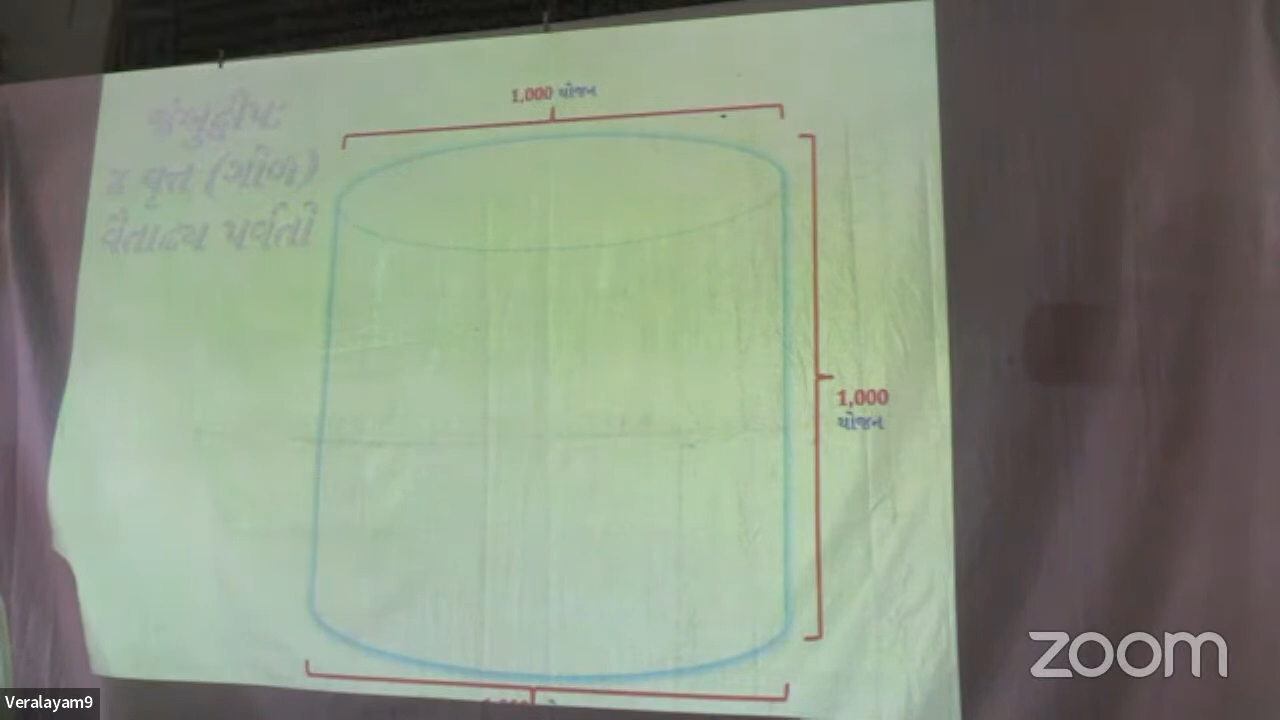 જંબુદ્વીપ:
૪ વૃત્ત (ગોળ)
વૈતાઢ્ય પર્વતો
1,000 યોજન
1,000
યોજન
zoom
Veralayam9